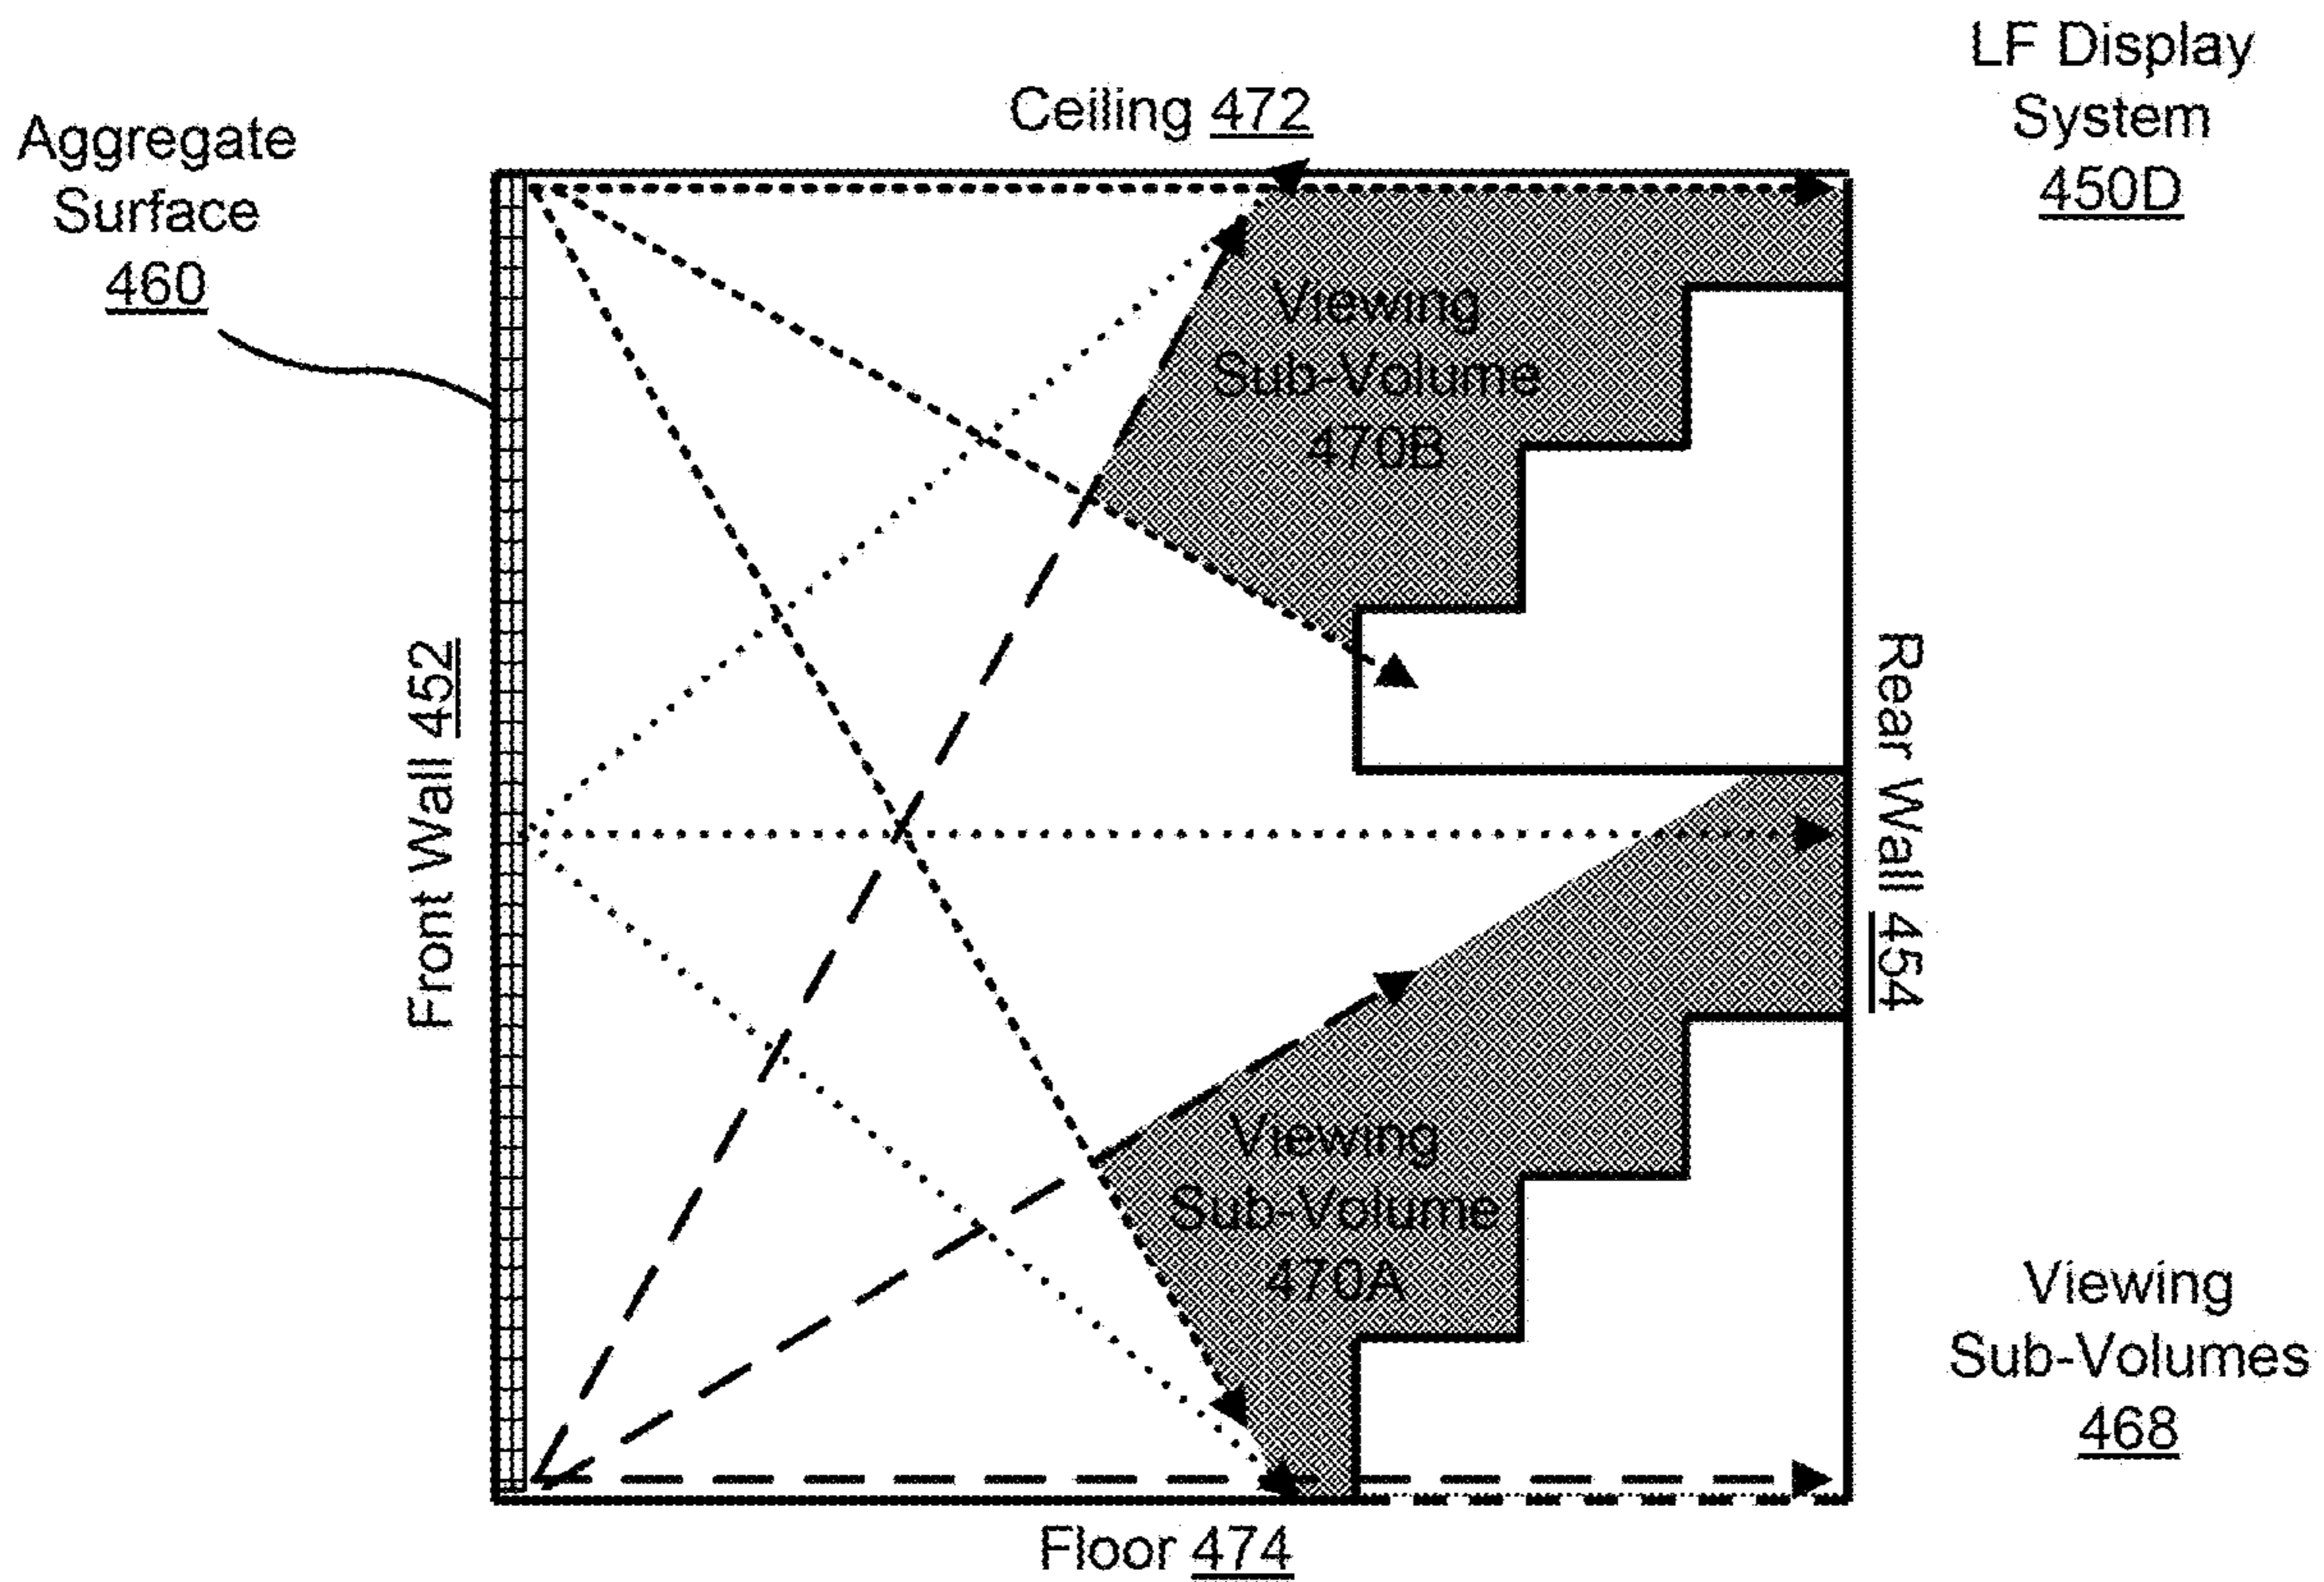 LF Display
System
450D
Ceiling 472
Aggregate
Surface
460
Viewing
Sub-Volume
470B
Front Wall 452
Rear Wall 454
Viewing
Sub-Volume
470A
Viewing
Sub-Volumes
468
Floor 474